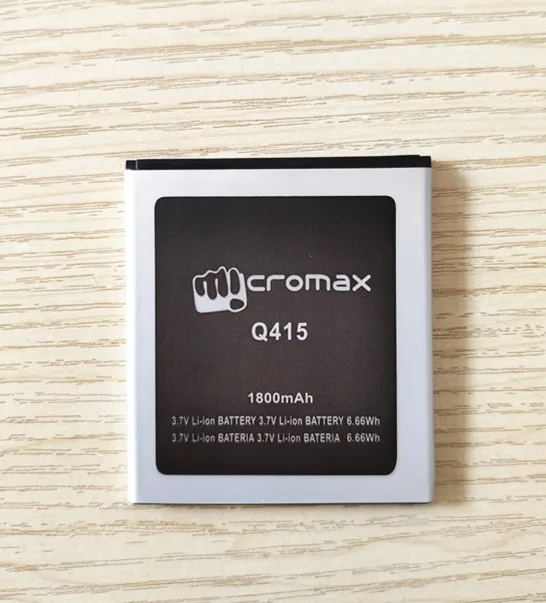 micromax
Q415
1800mAh
3.7V Li-ion BATTERY 3.7V Li-ion BATTERY 6.66Wh
3.7V Li-ion BATERIA 3.7V Li-ion BATERIA 6.66Wh